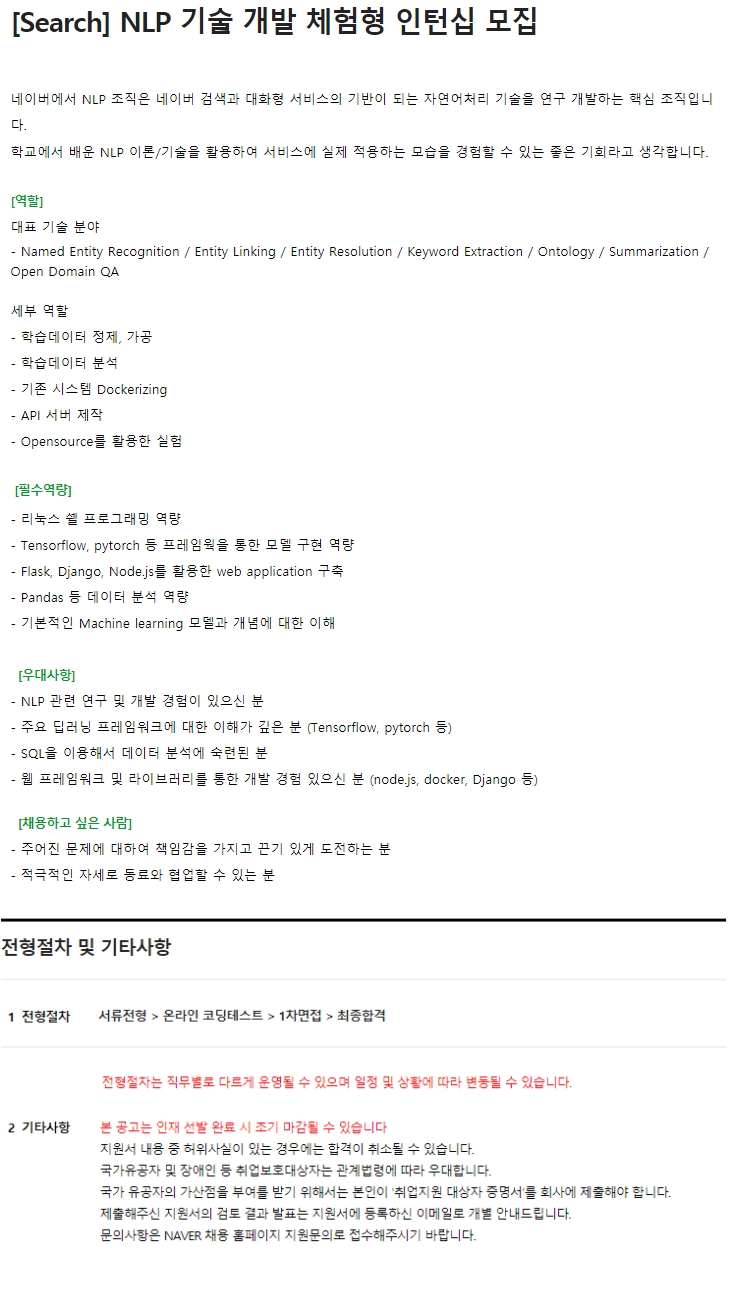 [Search] NLP 기술 개발 체험형 인턴십 모집
네이버에서 NLP 조직은 네이버 검색과 대화형 서비스의 기반이 되는 자연어처리 기술을 연구 개발하는 핵심 조직입니
다.
학교에서 배운 NLP 이론/기술을 활용하여 서비스에 실제 적용하는 모습을 경험할 수 있는 좋은 기회라고 생각합니다.
[역할]
대표 기술 분야
- Named Entity Recognition / Entity Linking / Entity Resolution / Keyword Extraction / Ontology / Summarization /
Open Domain QA
세부 역할
- 학습데이터 정제, 가공
- 학습데이터 분석
- 기존 시스템 Dockerizing
- API 서버 제작
- Opensource를 활용한 실험
[필수역량]
- 리눅스 쉘 프로그래밍 역량
- Tensorflow, pytorch 등 프레임웍을 통한 모델 구현 역량
- Flask, Django, Node.js를 활용한 web application 구축
- Pandas 등 데이터 분석 역량
- 기본적인 Machine learning 모델과 개념에 대한 이해
[우대사항]
- NLP 관련 연구 및 개발 경험이 있으신 분
- 주요 딥러닝 프레임워크에 대한 이해가 깊은 분 (Tensorflow, pytorch 등)
- SQL을 이용해서 데이터 분석에 숙련된 분
- 웹 프레임워크 및 라이브러리를 통한 개발 경험 있으신 분 (node.js, docker, Django 등)
[채용하고 싶은 사람]
- 주어진 문제에 대하여 책임감을 가지고 끈기 있게 도전하는 분
- 적극적인 자세로 동료와 협업할 수 있는 분
전형절차 및 기타사항
1 전형절차 서류전형 > 온라인 코딩테스트 > 1차면접 > 최종합격
전형절차는 직무별로 다르게 운영될 수 있으며 일정 및 상황에 따라 변동될 수 있습니다.
2 기타사항 본 공고는 인재 선발 완료 시 조기 마감될 수 있습니다
지원서 내용 중 허위사실이 있는 경우에는 합격이 취소될 수 있습니다.
국가유공자 및 장애인 등 취업보호대상자는 관계법령에 따라 우대합니다.
국가 유공자의 가산점을 부여를 받기 위해서는 본인이 '취업지원 대상자 증명서'를 회사에 제출해야 합니다.
제출해주신 지원서의 검토 결과 발표는 지원서에 등록하신 이메일로 개별 안내드립니다.
문의사항은 NAVER 채용 홈페이지 지원문의로 접수해주시기 바랍니다.